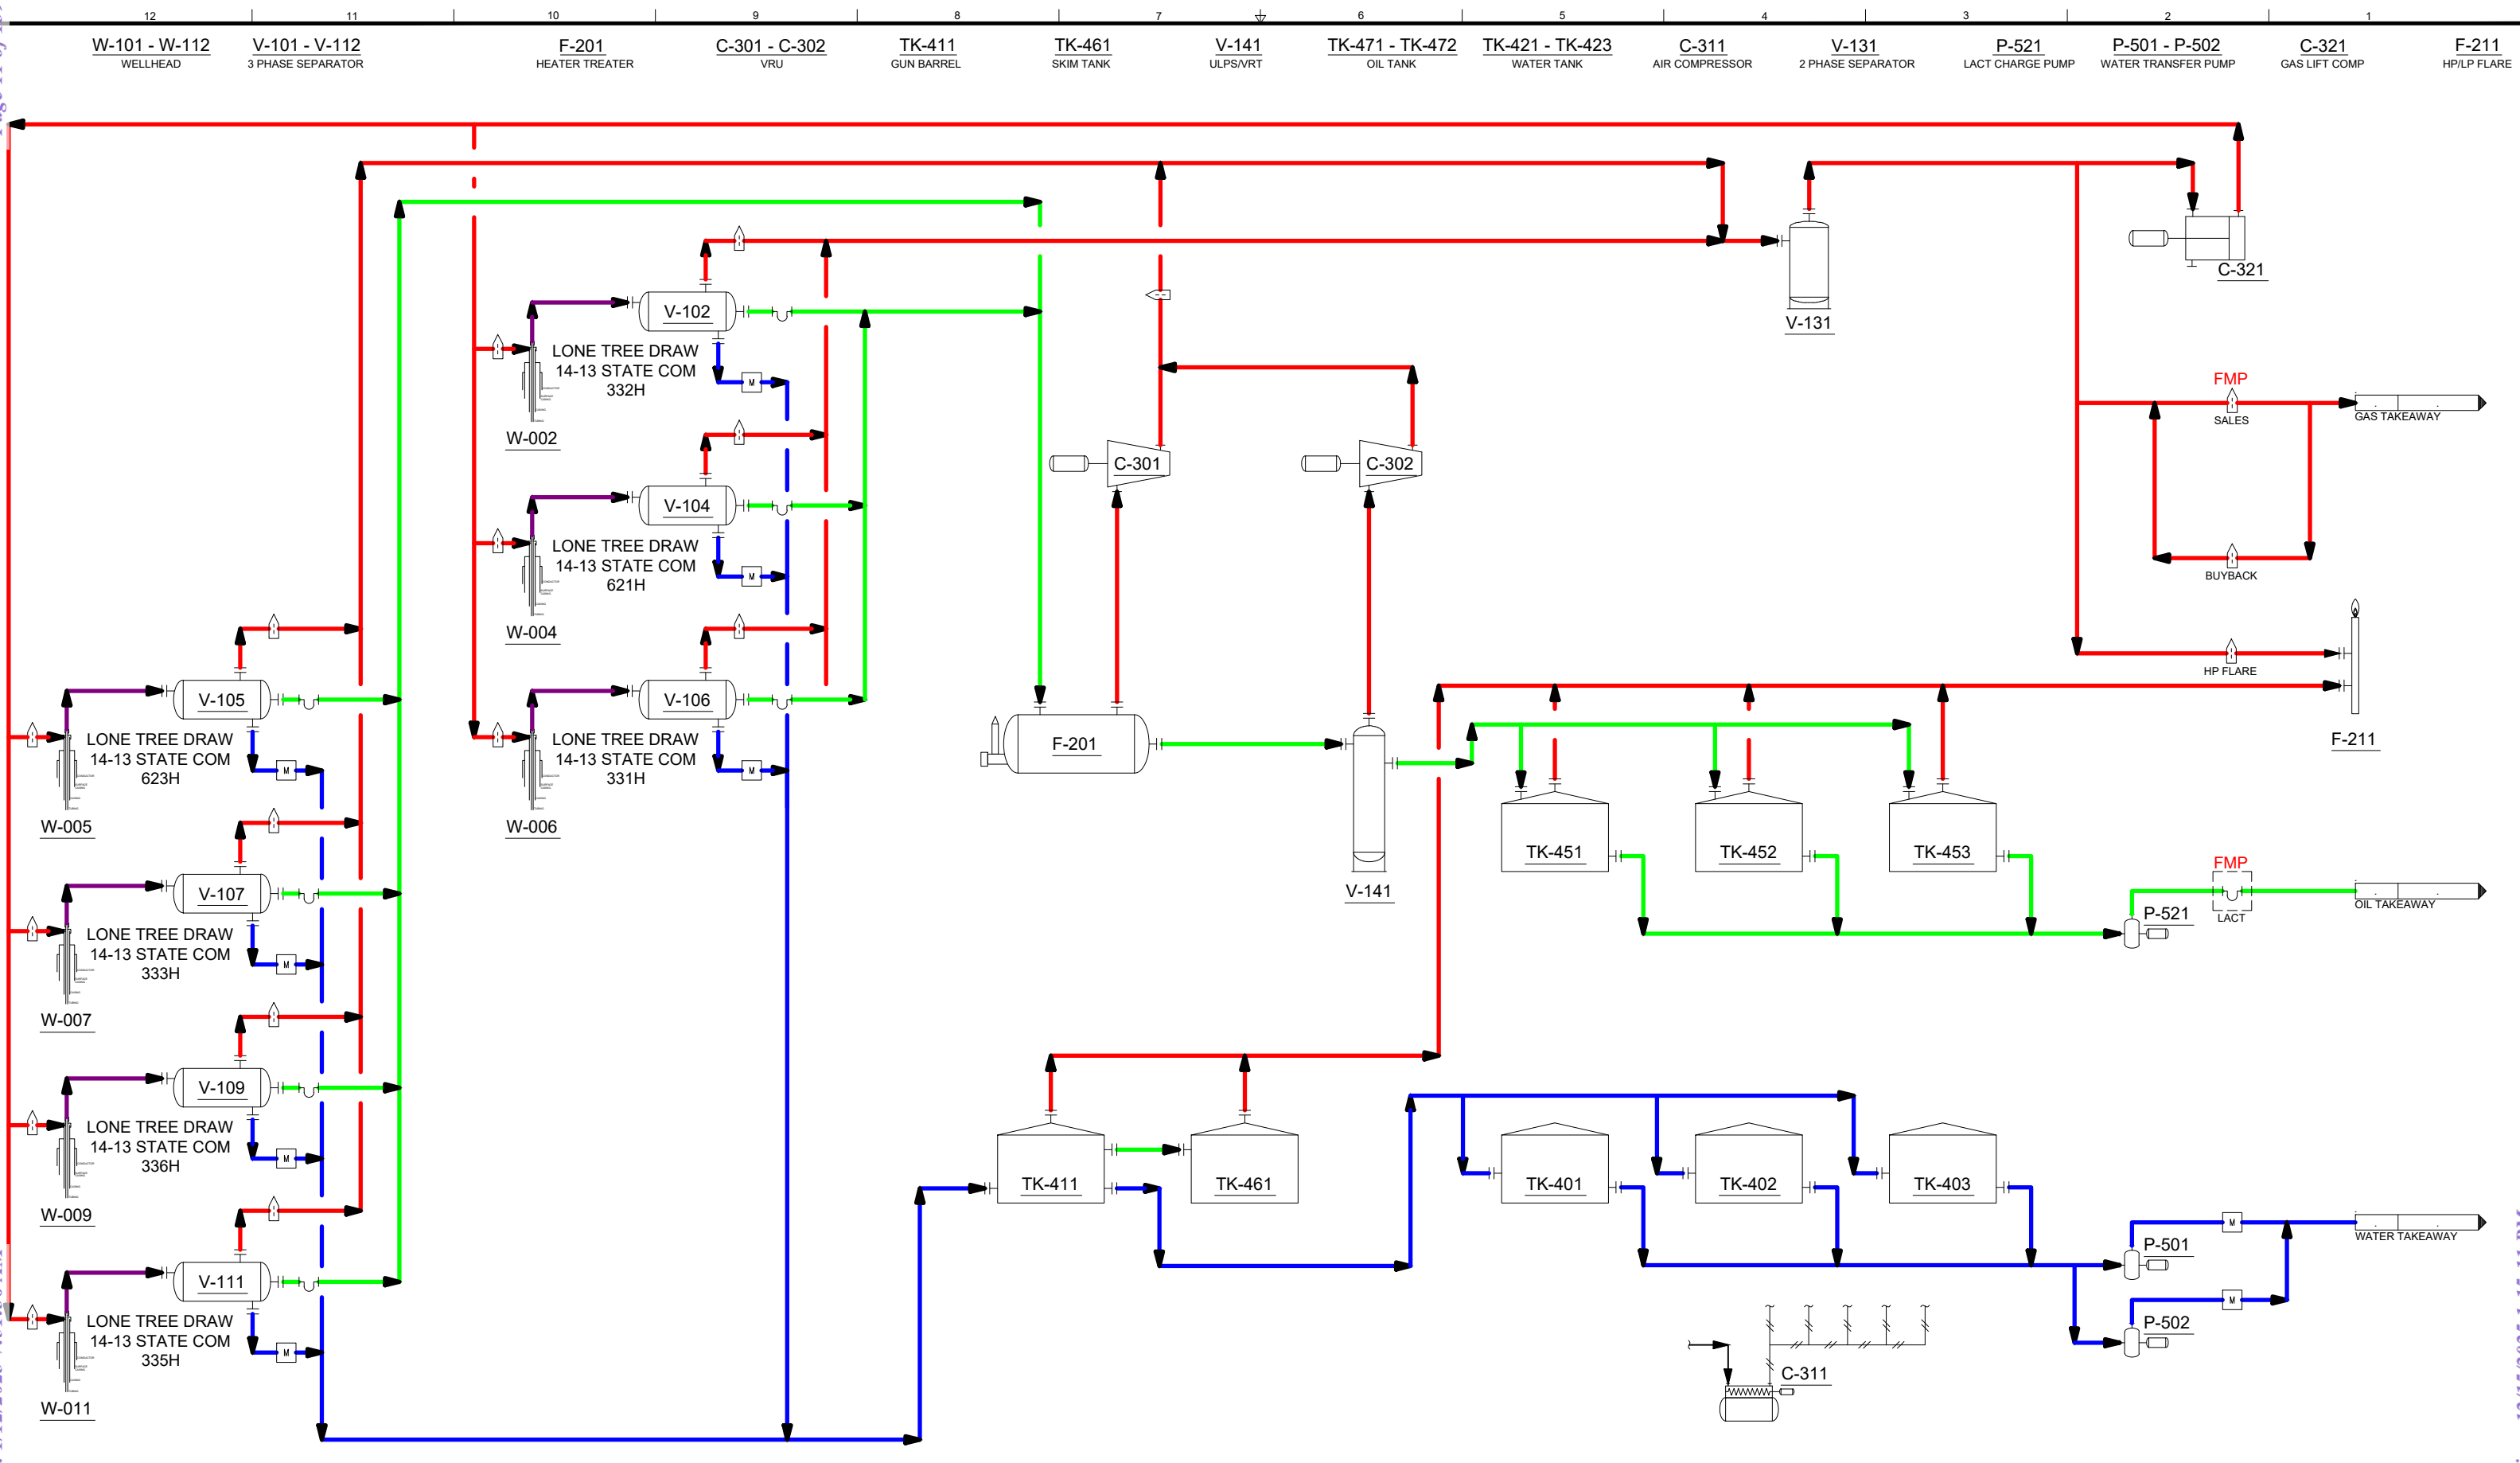 12 11 10 9 8 7 6 5 4 3 2 1
W-101 - W-112
WELLHEAD
V-101 - V-112
3 PHASE SEPARATOR
F-201
HEATER TREATER
C-301 - C-302
VRU
TK-411
GUN BARREL
TK-461
SKIM TANK
V-141
ULPS/VRT
TK-471 - TK-472
OIL TANK
TK-421 - TK-423
WATER TANK
C-311
AIR COMPRESSOR
V-131
2 PHASE SEPARATOR
P-521
LACT CHARGE PUMP
P-501 - P-502
WATER TRANSFER PUMP
C-321
GAS LIFT COMP
F-211
HP/LP FLARE
V-102
LONE TREE DRAW
14-13 STATE COM
332H
M
W-002
V-104
LONE TREE DRAW
14-13 STATE COM
621H
M
W-004
V-106
LONE TREE DRAW
14-13 STATE COM
331H
M
W-006
V-105
LONE TREE DRAW
14-13 STATE COM
623H
M
W-005
V-107
LONE TREE DRAW
14-13 STATE COM
333H
M
W-007
V-109
LONE TREE DRAW
14-13 STATE COM
336H
M
W-009
V-111
LONE TREE DRAW
14-13 STATE COM
335H
M
W-011
C-301
C-302
F-201
V-141
V-131
C-321
FMP
SALES
GAS TAKEAWAY
BUYBACK
HP FLARE
F-211
TK-451
TK-452
TK-453
FMP
LACT
P-521
OIL TAKEAWAY
TK-411
TK-461
TK-401
TK-402
TK-403
M
P-501
WATER TAKEAWAY
M
P-502
C-311